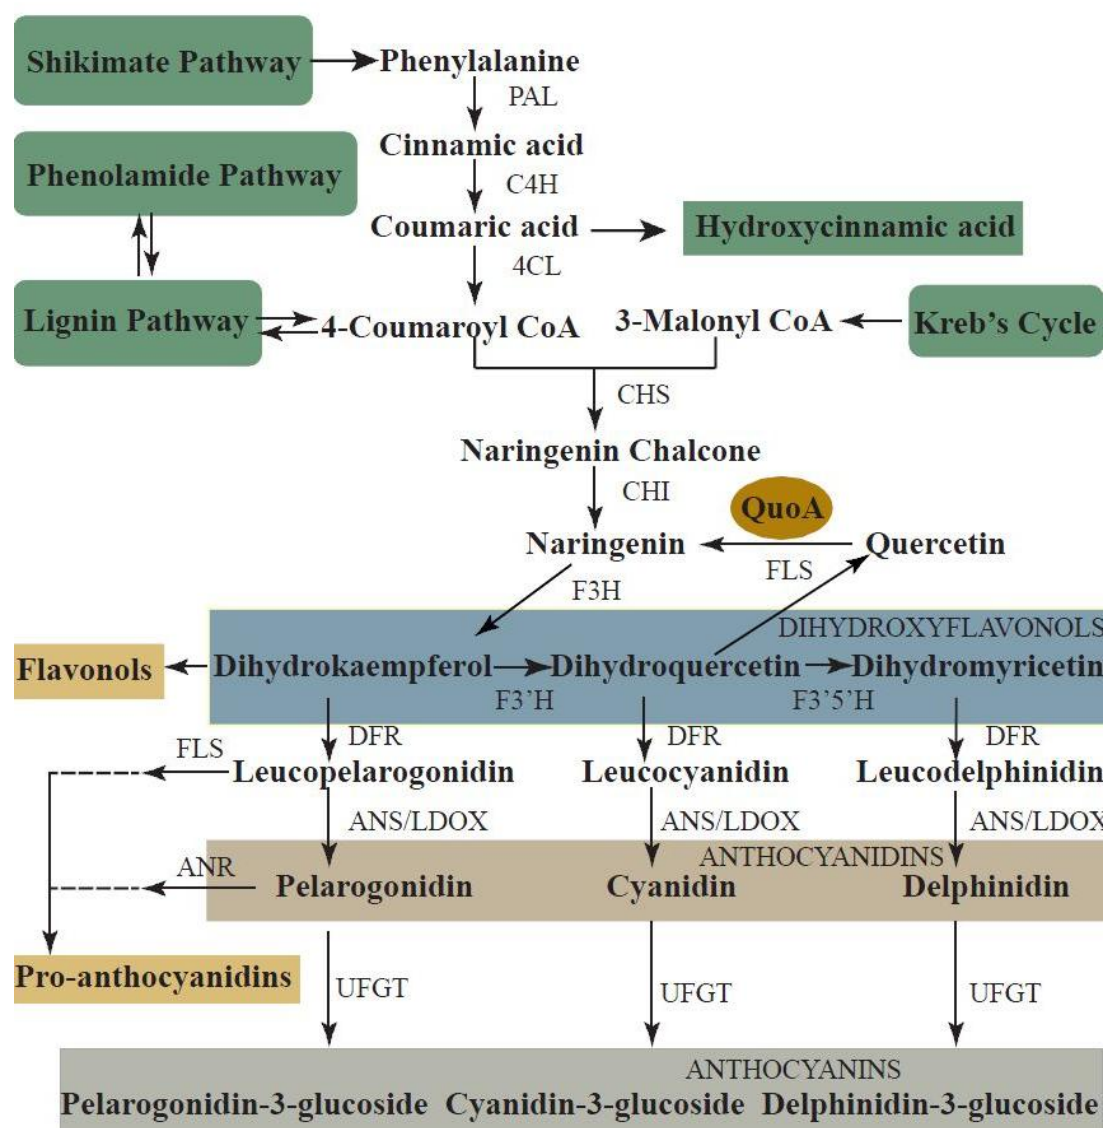 Shikimate Pathway
Phenylalanine
PAL
Cinnamic acid
Phenolamide Pathway
C4H
Coumaric acid
Hydroxycinnamic acid
4CL
Lignin Pathway
4-Coumaroyl CoA
3-Malonyl CoA
Kreb's Cycle
CHS
Naringenin Chalcone
CHI
QuoA
Naringenin
Quercetin
FLS
F3H
DIHYDROXYFLAVONOLS
Flavonols
Dihydrokaempferol
Dihydroquercetin
Dihydromyricetin
F3'H
F3'5'H
DFR
DFR
DFR
FLS
Leucopelarogonidin
Leucocyanidin
Leucodelphinidin
ANS/LDOX
ANS/LDOX
ANS/LDOX
ANTHOCYANIDINS
ANR
Pelarogonidin
Cyanidin
Delphinidin
Pro-anthocyanidins
UFGT
UFGT
UFGT
ANTHOCYANINS
Pelarogonidin-3-glucoside Cyanidin-3-glucoside Delphinidin-3-glucoside